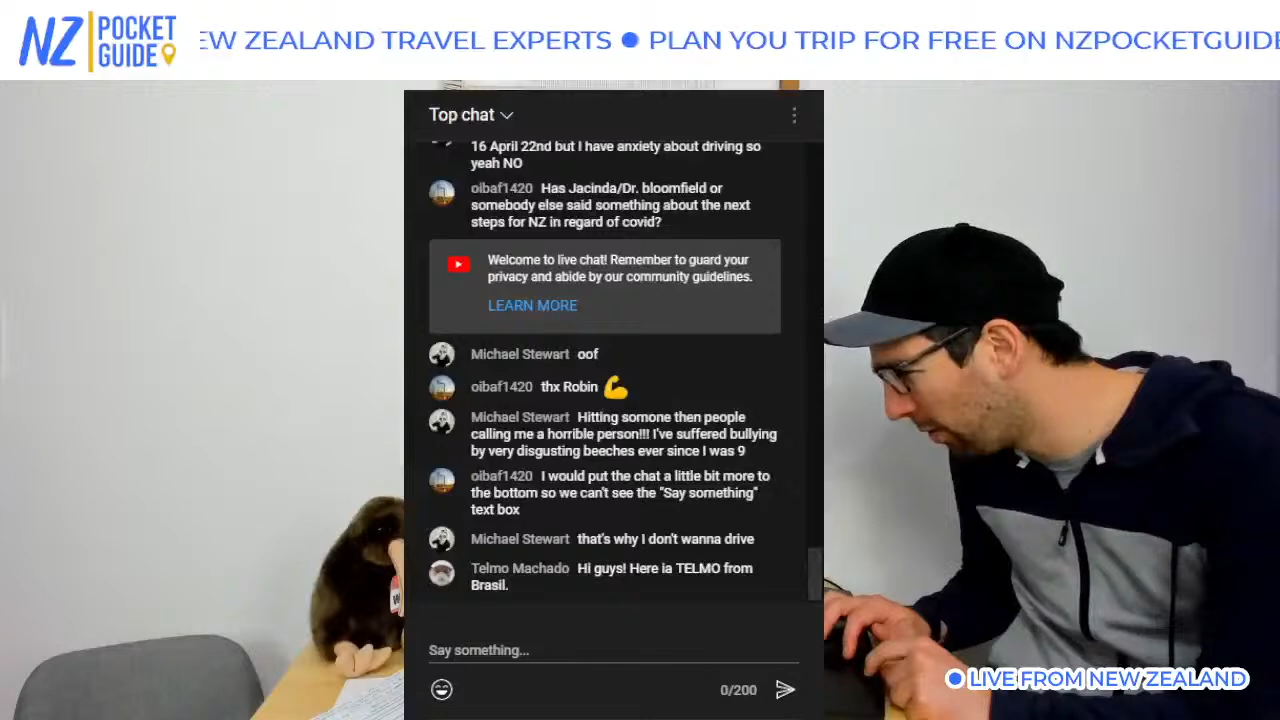 NZ POCKET GUIDE
EW ZEALAND TRAVEL EXPERTS ● PLAN YOU TRIP FOR FREE ON NZPOCKETGUIDE
Top chat
16 April 22nd but I have anxiety about driving so
yeah NO
oibaf1420 Has Jacinda/Dr. bloomfield or
somebody else said something about the next
steps for NZ in regard of covid?
Welcome to live chat! Remember to guard your
privacy and abide by our community guidelines.
LEARN MORE
Michael Stewart oof
oibaf1420 thx Robin 💪
Michael Stewart Hitting somone then people
calling me a horrible person!!! I've suffered bullying
by very disgusting beeches ever since I was 9
oibaf1420 I would put the chat a little bit more to
the bottom so we can't see the "Say something"
text box
Michael Stewart that's why I don't wanna drive
Telmo Machado Hi guys! Here ia TELMO from
Brasil.
Say something...
0/200
● LIVE FROM NEW ZEALAND